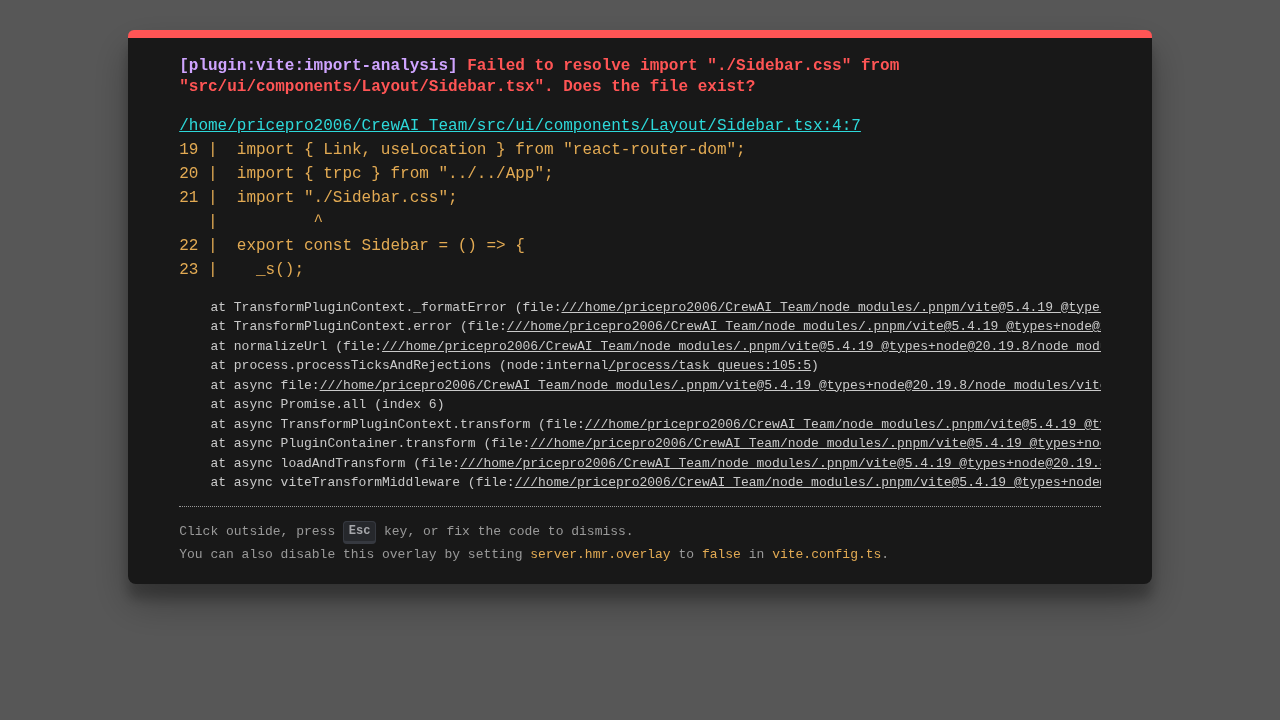 [plugin:vite:import-analysis] Failed to resolve import "./Sidebar.css" from
"src/ui/components/Layout/Sidebar.tsx". Does the file exist?
/home/pricepro2006/CrewAI_Team/src/ui/components/Layout/Sidebar.tsx:4:7
19 |  import { Link, useLocation } from "react-router-dom";
20 |  import { trpc } from "../../App";
21 |  import "./Sidebar.css";
   |          ^
22 |  export const Sidebar = () => {
23 |    _s();
at TransformPluginContext._formatError (file:///home/pricepro2006/CrewAI_Team/node_modules/.pnpm/vite@5.4.19_@type
at TransformPluginContext.error (file:///home/pricepro2006/CrewAI_Team/node_modules/.pnpm/vite@5.4.19_@types+node@
at normalizeUrl (file:///home/pricepro2006/CrewAI_Team/node_modules/.pnpm/vite@5.4.19_@types+node@20.19.8/node_mod
at process.processTicksAndRejections (node:internal/process/task_queues:105:5)
at async file:///home/pricepro2006/CrewAI_Team/node_modules/.pnpm/vite@5.4.19_@types+node@20.19.8/node_modules/vit
at async Promise.all (index 6)
at async TransformPluginContext.transform (file:///home/pricepro2006/CrewAI_Team/node_modules/.pnpm/vite@5.4.19_@t
at async PluginContainer.transform (file:///home/pricepro2006/CrewAI_Team/node_modules/.pnpm/vite@5.4.19_@types+no
at async loadAndTransform (file:///home/pricepro2006/CrewAI_Team/node_modules/.pnpm/vite@5.4.19_@types+node@20.19.
at async viteTransformMiddleware (file:///home/pricepro2006/CrewAI_Team/node_modules/.pnpm/vite@5.4.19_@types+node
Click outside, press Esc key, or fix the code to dismiss.
You can also disable this overlay by setting server.hmr.overlay to false in vite.config.ts.